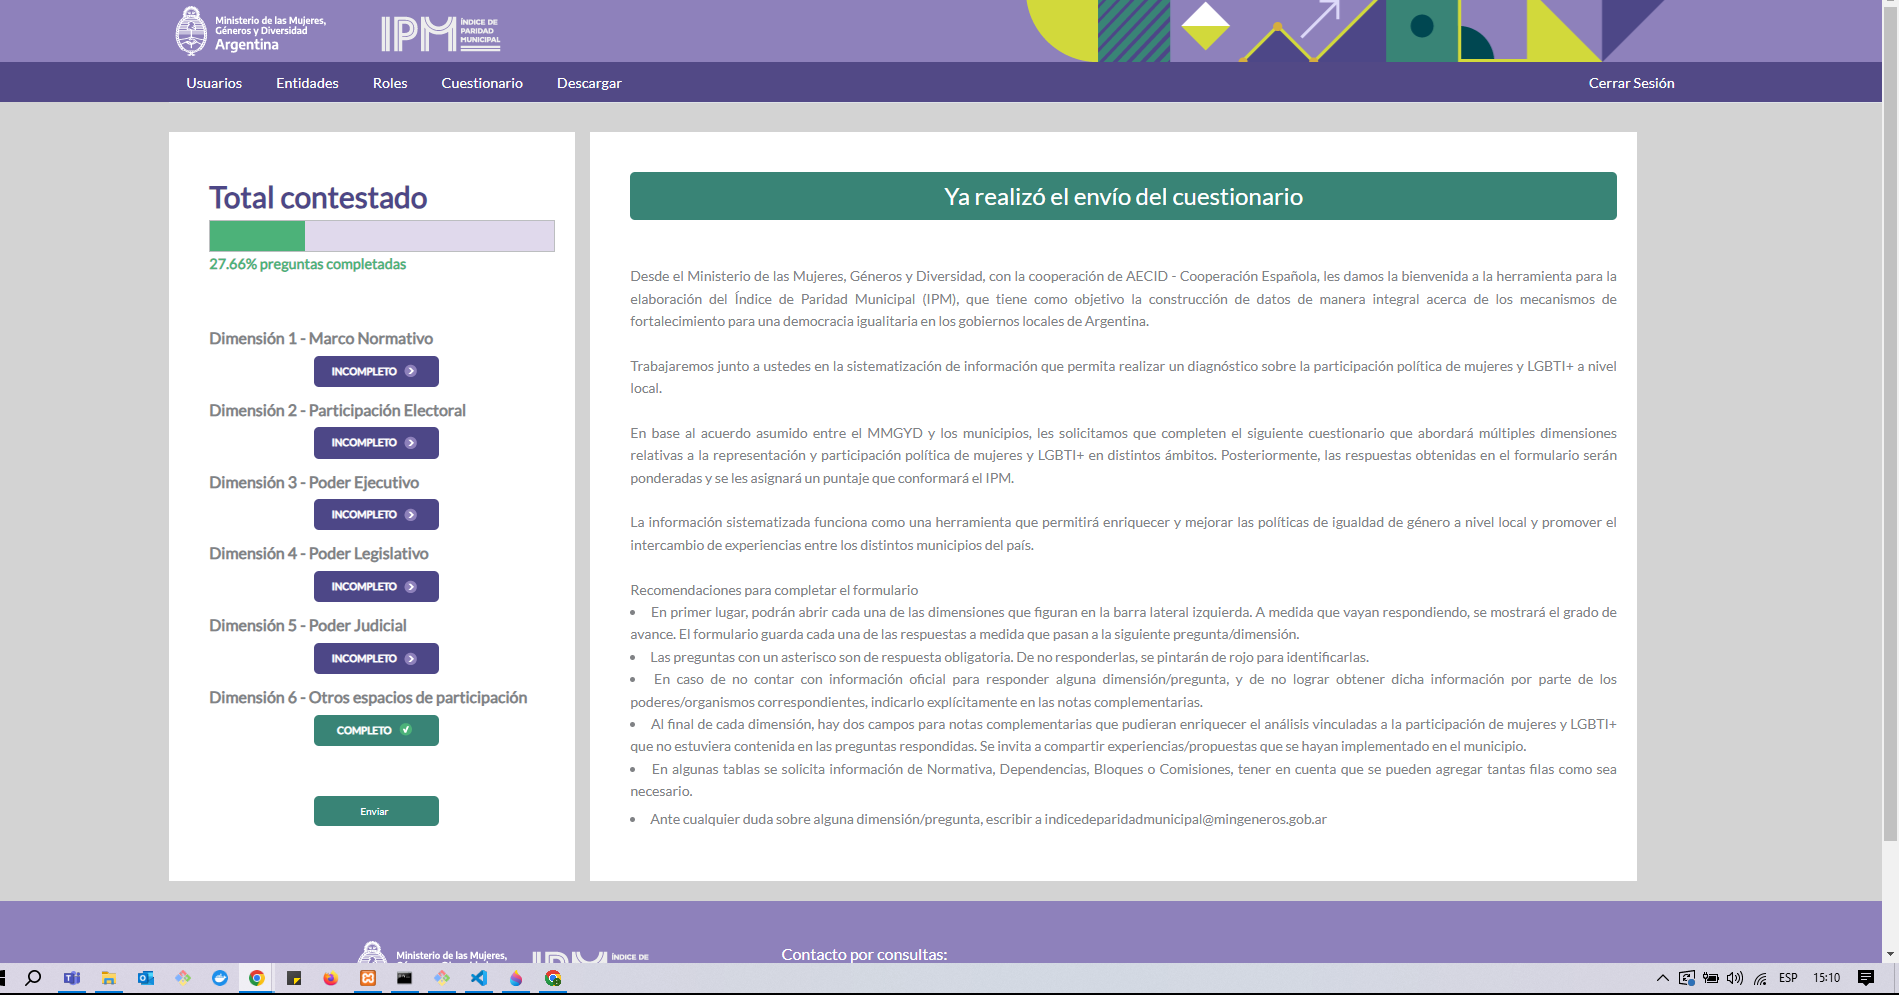 Ministerio de las Mujeres,
Géneros y Diversidad
Argentina
IPM
ÍNDICE DE
PARIDAD
MUNICIPAL
Usuarios
Entidades
Roles
Cuestionario
Descargar
Cerrar Sesión
Total contestado
27.66% preguntas completadas
Dimensión 1 - Marco Normativo
INCOMPLETO
Dimensión 2 - Participación Electoral
INCOMPLETO
Dimensión 3 - Poder Ejecutivo
INCOMPLETO
Dimensión 4 - Poder Legislativo
INCOMPLETO
Dimensión 5 - Poder Judicial
INCOMPLETO
Dimensión 6 - Otros espacios de participación
COMPLETO
Enviar
Ya realizó el envío del cuestionario
Desde el Ministerio de las Mujeres, Géneros y Diversidad, con la cooperación de AECID - Cooperación Española, les damos la bienvenida a la herramienta para la
elaboración del Índice de Paridad Municipal (IPM), que tiene como objetivo la construcción de datos de manera integral acerca de los mecanismos de
fortalecimiento para una democracia igualitaria en los gobiernos locales de Argentina.
Trabajaremos junto a ustedes en la sistematización de información que permita realizar un diagnóstico sobre la participación política de mujeres y LGBTI+ a nivel
local.
En base al acuerdo asumido entre el MMGYD y los municipios, les solicitamos que completen el siguiente cuestionario que abordará múltiples dimensiones
relativas a la representación y participación política de mujeres y LGBTI+ en distintos ámbitos. Posteriormente, las respuestas obtenidas en el formulario serán
ponderadas y se les asignará un puntaje que conformará el IPM.
La información sistematizada funciona como una herramienta que permitirá enriquecer y mejorar las políticas de igualdad de género a nivel local y promover el
intercambio de experiencias entre los distintos municipios del país.
Recomendaciones para completar el formulario
• En primer lugar, podrán abrir cada una de las dimensiones que figuran en la barra lateral izquierda. A medida que vayan respondiendo, se mostrará el grado de
avance. El formulario guarda cada una de las respuestas a medida que pasan a la siguiente pregunta/dimensión.
• Las preguntas con un asterisco son de respuesta obligatoria. De no responderlas, se pintarán de rojo para identificarlas.
• En caso de no contar con información oficial para responder alguna dimensión/pregunta, y de no lograr obtener dicha información por parte de los
poderes/organismos correspondientes, indicarlo explícitamente en las notas complementarias.
• Al final de cada dimensión, hay dos campos para notas complementarias que pudieran enriquecer el análisis vinculadas a la participación de mujeres y LGBTI+
que no estuviera contenida en las preguntas respondidas. Se invita a compartir experiencias/propuestas que se hayan implementado en el municipio.
• En algunas tablas se solicita información de Normativa, Dependencias, Bloques o Comisiones, tener en cuenta que se pueden agregar tantas filas como sea
necesario.
• Ante cualquier duda sobre alguna dimensión/pregunta, escribir a indicedeparidadmunicipal@mingeneros.gob.ar
Ministerio de las Mujeres,
IPM
ÍNDICE DE
Contacto por consultas:
ESP
15:10